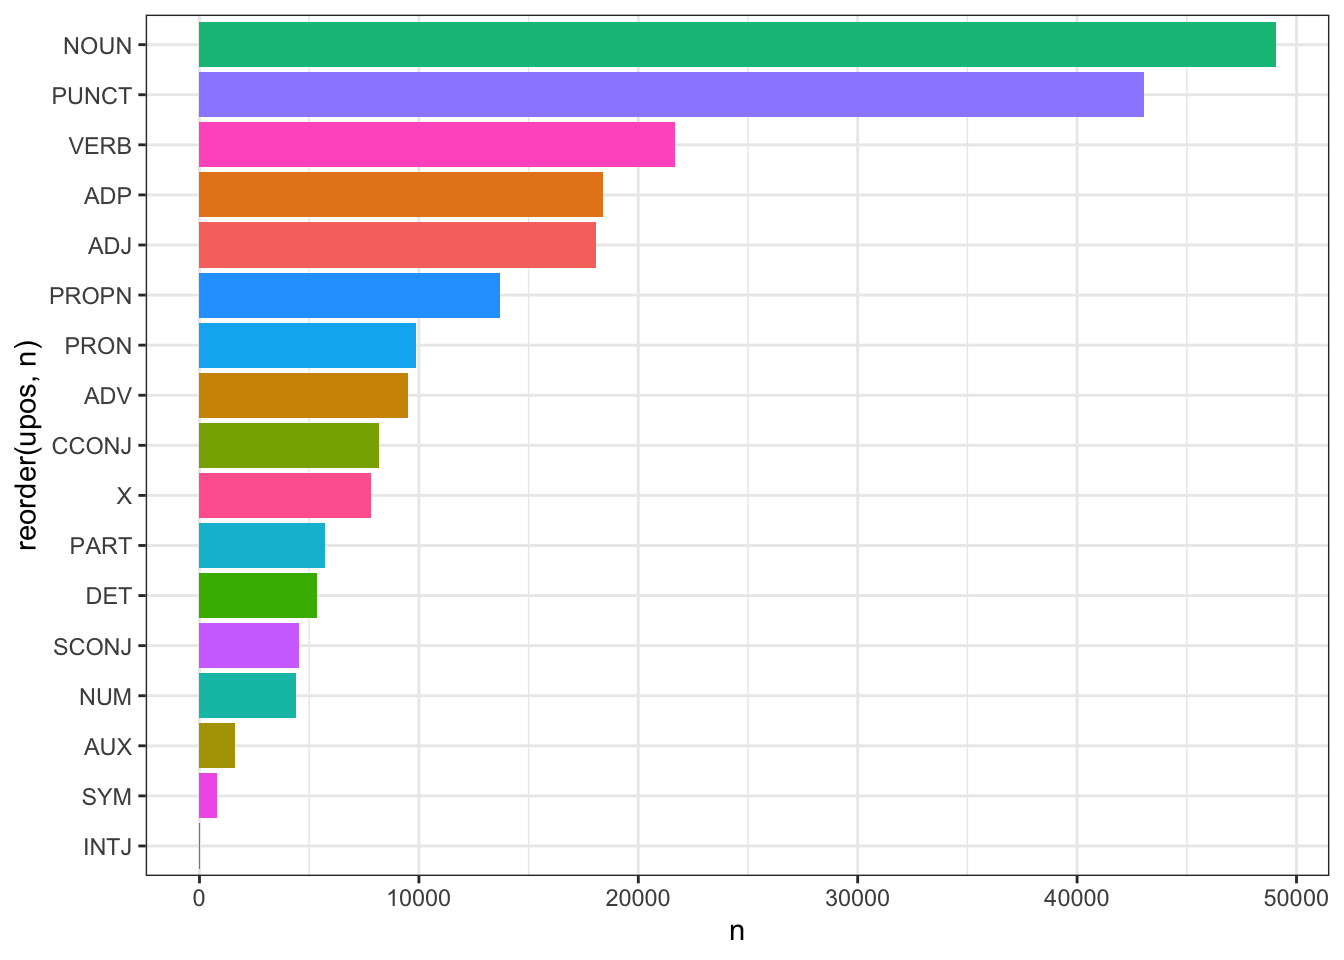 NOUN
PUNCT
VERB
ADP
ADJ
PROPN
PRON
ADV
CCONJ
X
PART
DET
SCONJ
NUM
AUX
SYM
INTJ
reorder(upos, n)
0 10000 20000 30000 40000 50000
n